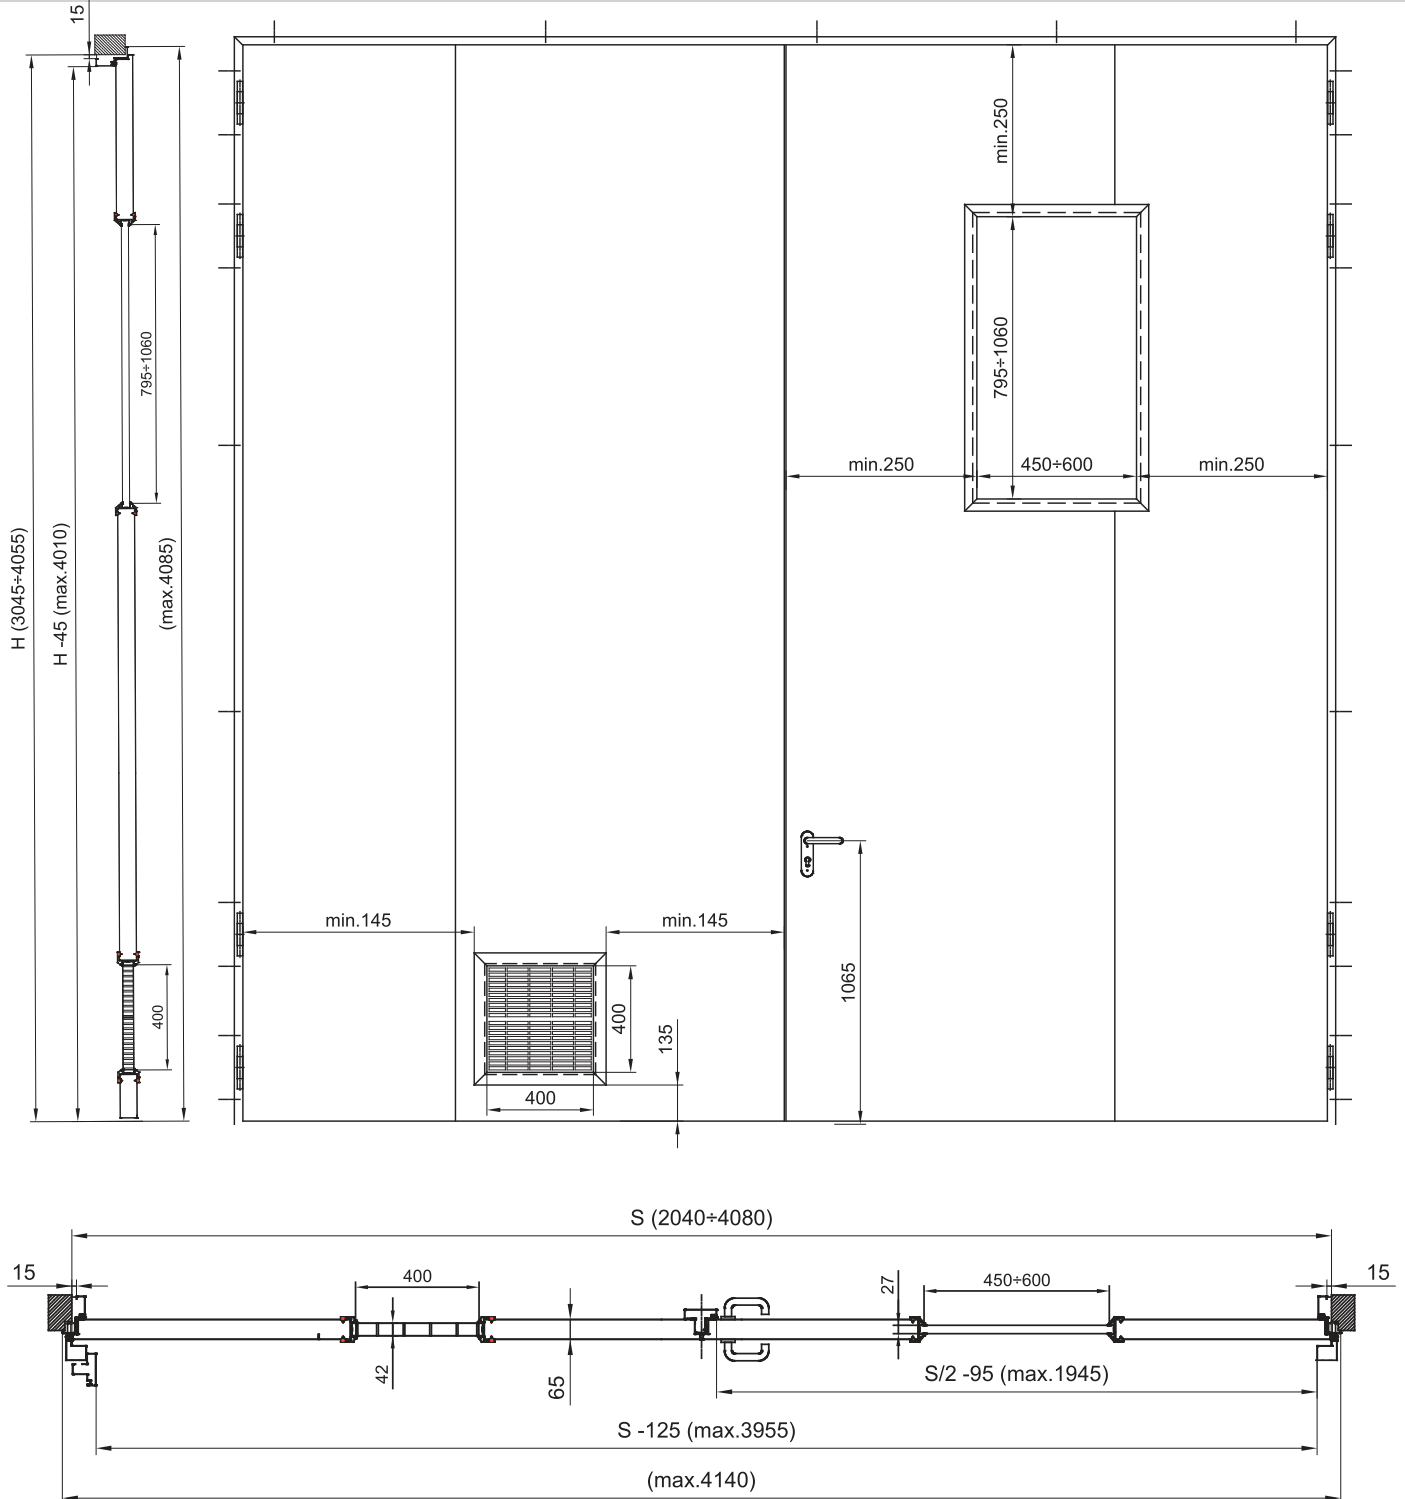 15
min.250
795÷1060
795÷1060
min.250
450÷600
min.250
H (3045÷4055)
H -45 (max.4010)
(max.4085)
min.145
min.145
1065
400
400
135
400
S (2040÷4080)
15
400
27
450÷600
15
42
65
S/2 -95 (max.1945)
S -125 (max.3955)
(max.4140)